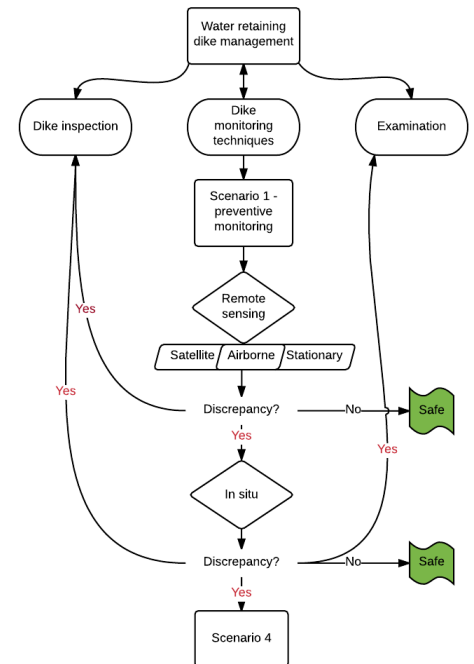 Water retaining
dike management
Dike inspection
Dike
monitoring
techniques
Examination
Scenario 1 -
preventive
monitoring
Remote
sensing
Satellite Airborne Stationary
Yes
Yes
Discrepancy?
No
Safe
Yes
Yes
In situ
Discrepancy?
No
Safe
Yes
Scenario 4